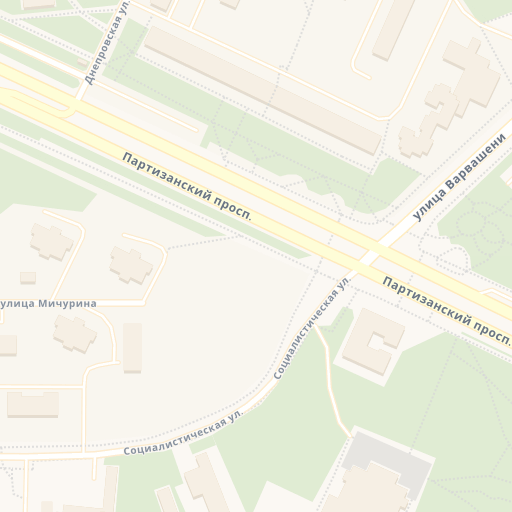 Днепровская ул.
улица Варвашени
Партизанский просп.
Партизанский просп.
Социалистическая ул.
улица Мичурина
Социалистическая ул.